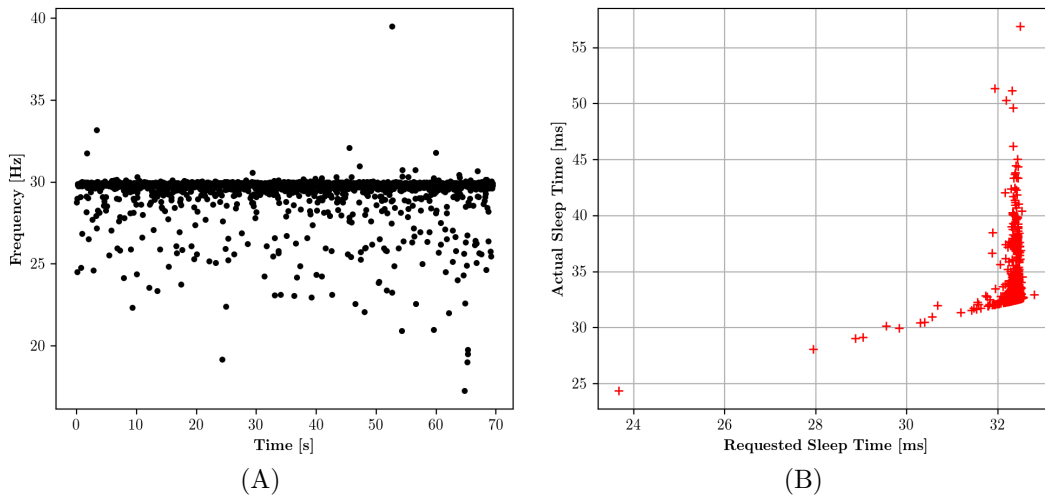 40
35
30
25
20
Frequency [Hz]
0 10 20 30 40 50 60 70
Time [s]
(A)
55
50
45
40
35
30
25
Actual Sleep Time [ms]
24 26 28 30 32
Requested Sleep Time [ms]
(B)